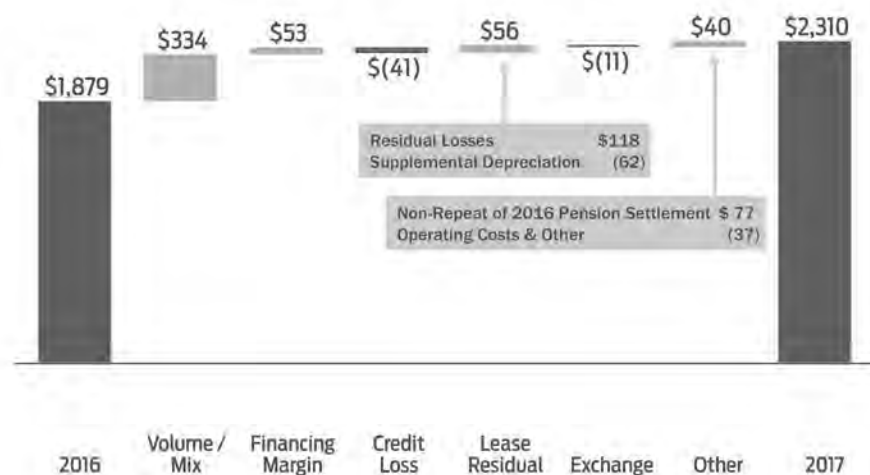 $1,879
$334
$53
$(41)
$56
$(11)
$40
$2,310
Residual Losses $118
Supplemental Depreciation (62)
Non-Repeat of 2016 Pension Settlement $ 77
Operating Costs & Other (37)
2016
Volume /
Mix
Financing
Margin
Credit
Loss
Lease
Residual
Exchange
Other
2017